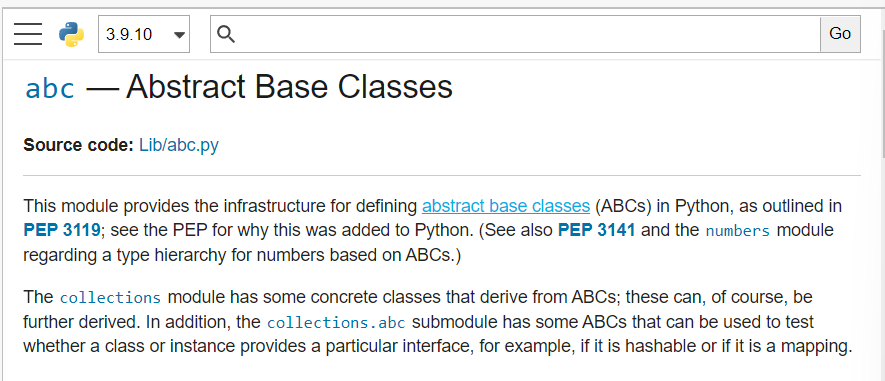 3.9.10
Go
abc — Abstract Base Classes
Source code: Lib/abc.py
This module provides the infrastructure for defining abstract base classes (ABCs) in Python, as outlined in
PEP 3119; see the PEP for why this was added to Python. (See also PEP 3141 and the numbers module
regarding a type hierarchy for numbers based on ABCs.)
The collections module has some concrete classes that derive from ABCs; these can, of course, be
further derived. In addition, the collections.abc submodule has some ABCs that can be used to test
whether a class or instance provides a particular interface, for example, if it is hashable or if it is a mapping.